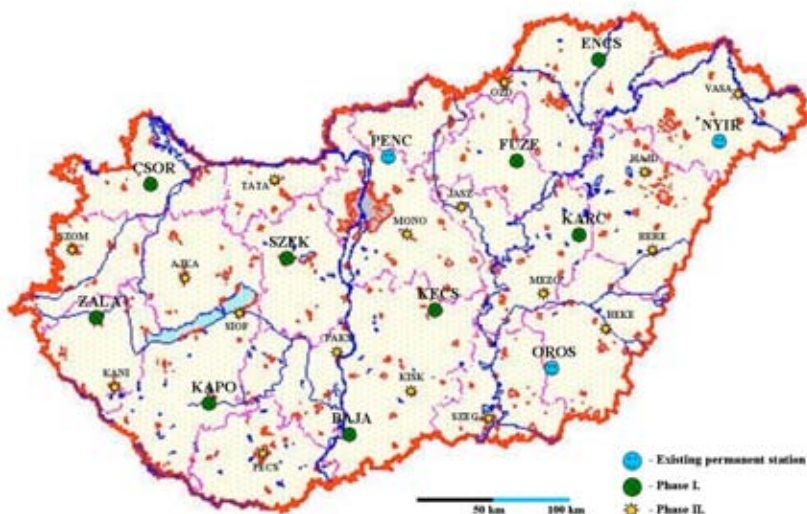 ENCS
OZD
VASA
PENC
NYIR
CSOR
FUZE
HAJD
TATA
JASZ
MONO
KARC
SZOM
SZEK
BERE
AJKA
MEZO
ZALA
KECS
SIOF
BEKE
PAKS
OROS
KANI
KISK
KAPO
SZEG
BAJA
PECS
- Existing permanent station
- Phase I.
- Phase II.
50 km 100 km